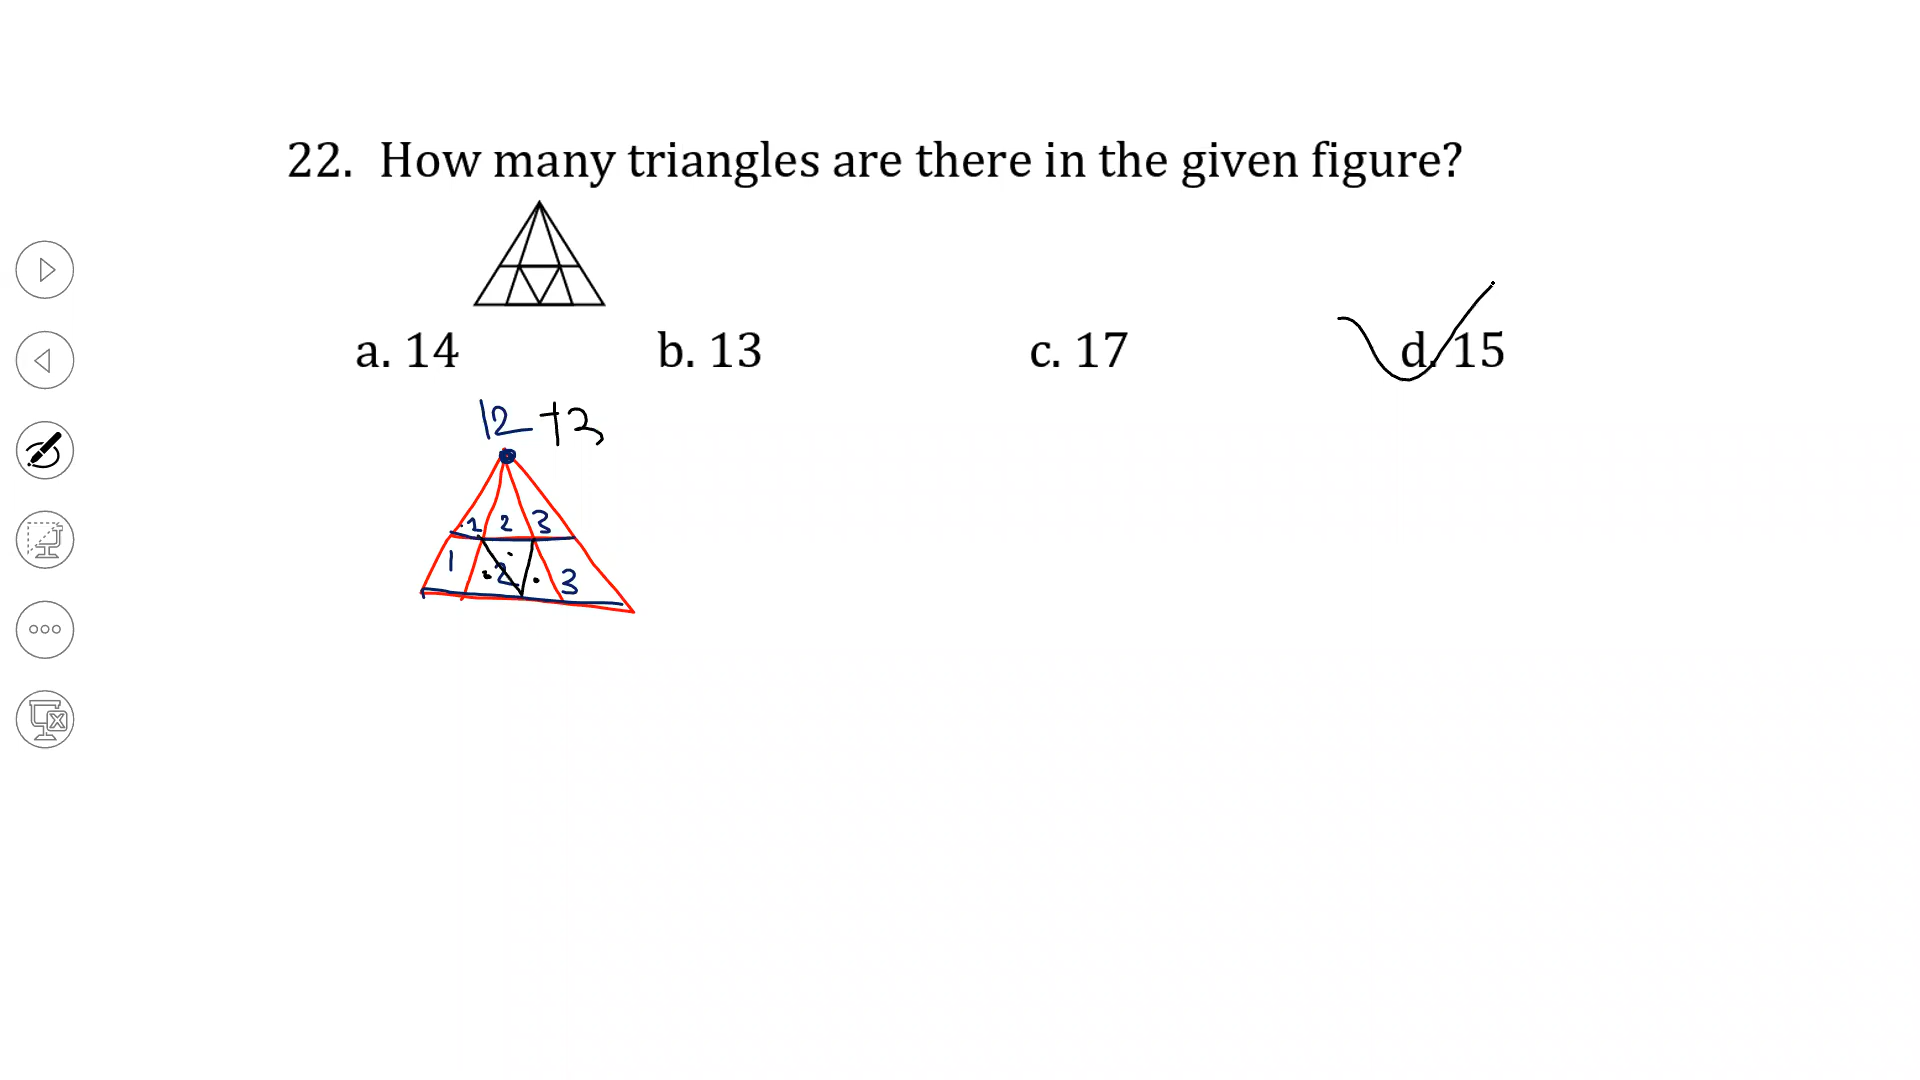 22. How many triangles are there in the given figure?
a. 14 b. 13 c. 17 d. 15
12 + 3
1 2 3
1 2 3